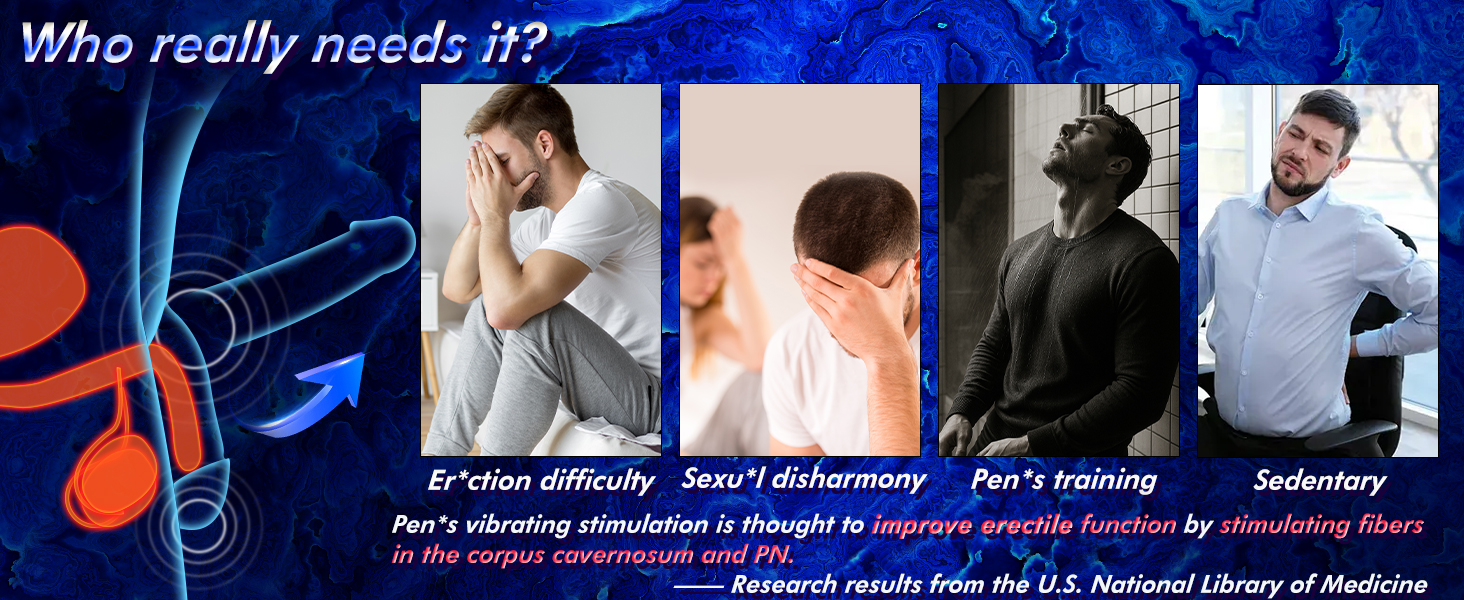 Who really needs it?
Er*ction difficulty
Sexu*l disharmony
Pen*s training
Sedentary
Pen*s vibrating stimulation is thought to improve erectile function by stimulating fibers
in the corpus cavernosum and PN.
—— Research results from the U.S. National Library of Medicine